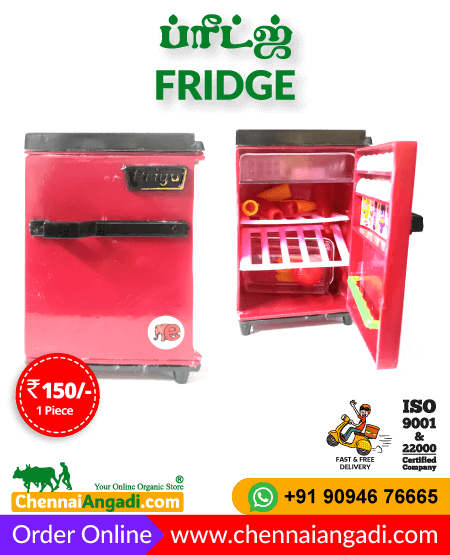 ப்ரீட்ஜ்
FRIDGE
Frigo
e
₹150/-
1 Piece
FAST & FREE
DELIVERY
ISO
9001
&
22000
Certified
Company
Your Online Organic Store
ChennaiAngadi.com®
+91 90946 76665
Order Online
www.chennaiangadi.com